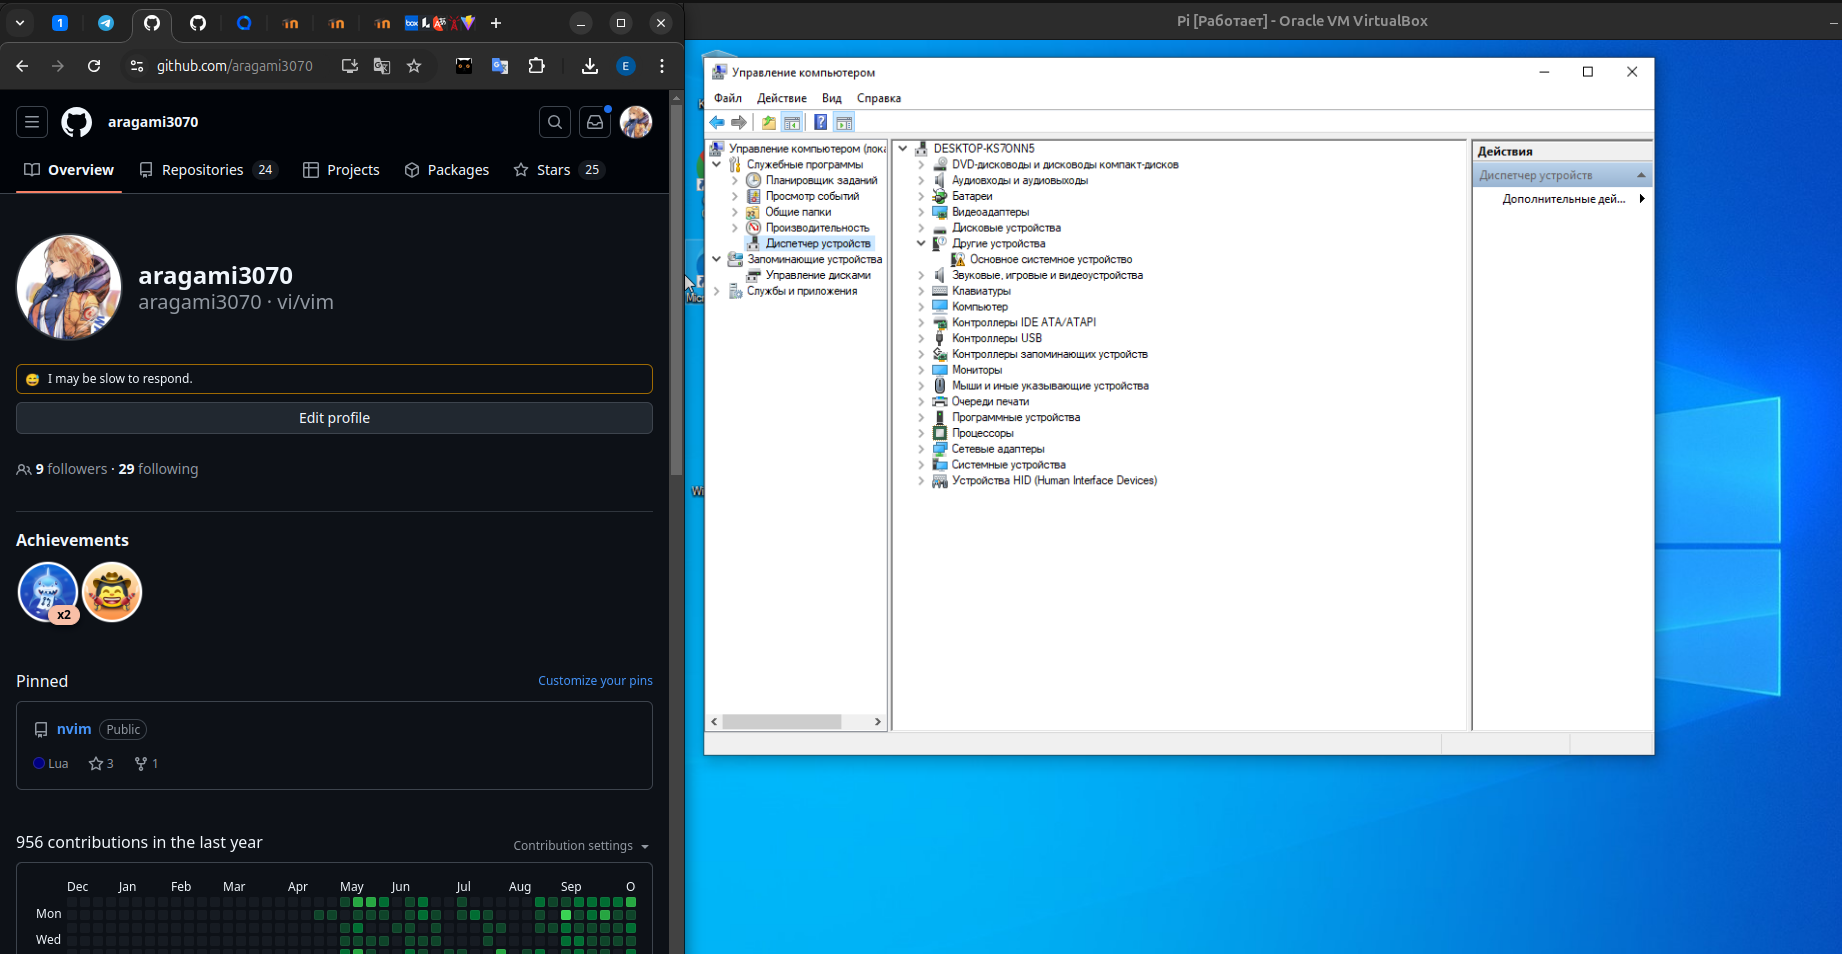 1
box
github.com/aragami3070
E
aragami3070
Overview
Repositories 24
Projects
Packages
Stars 25
aragami3070
aragami3070 · vi/vim
I may be slow to respond.
Edit profile
9 followers · 29 following
Achievements
x2
Pinned
Customize your pins
nvim Public
Lua 3 1
956 contributions in the last year
Contribution settings
Dec Jan Feb Mar Apr May Jun Jul Aug Sep O
Mon
Wed
Pi [Работает] - Oracle VM VirtualBox
Управление компьютером
Файл Действие Вид Справка
Управление компьютером (лока
Служебные программы
Планировщик заданий
Просмотр событий
Общие папки
Производительность
Диспетчер устройств
Запоминающие устройства
Управление дисками
Службы и приложения
DESKTOP-KS7ONN5
DVD-дисководы и дисководы компакт-дисков
Аудиовходы и аудиовыходы
Батареи
Видеоадаптеры
Дисковые устройства
Другие устройства
Основное системное устройство
Звуковые, игровые и видеоустройства
Клавиатуры
Компьютер
Контроллеры IDE ATA/ATAPI
Контроллеры USB
Контроллеры запоминающих устройств
Мониторы
Мыши и иные указывающие устройства
Очереди печати
Программные устройства
Процессоры
Сетевые адаптеры
Системные устройства
Устройства HID (Human Interface Devices)
Действия
Диспетчер устройств
Дополнительные дей...